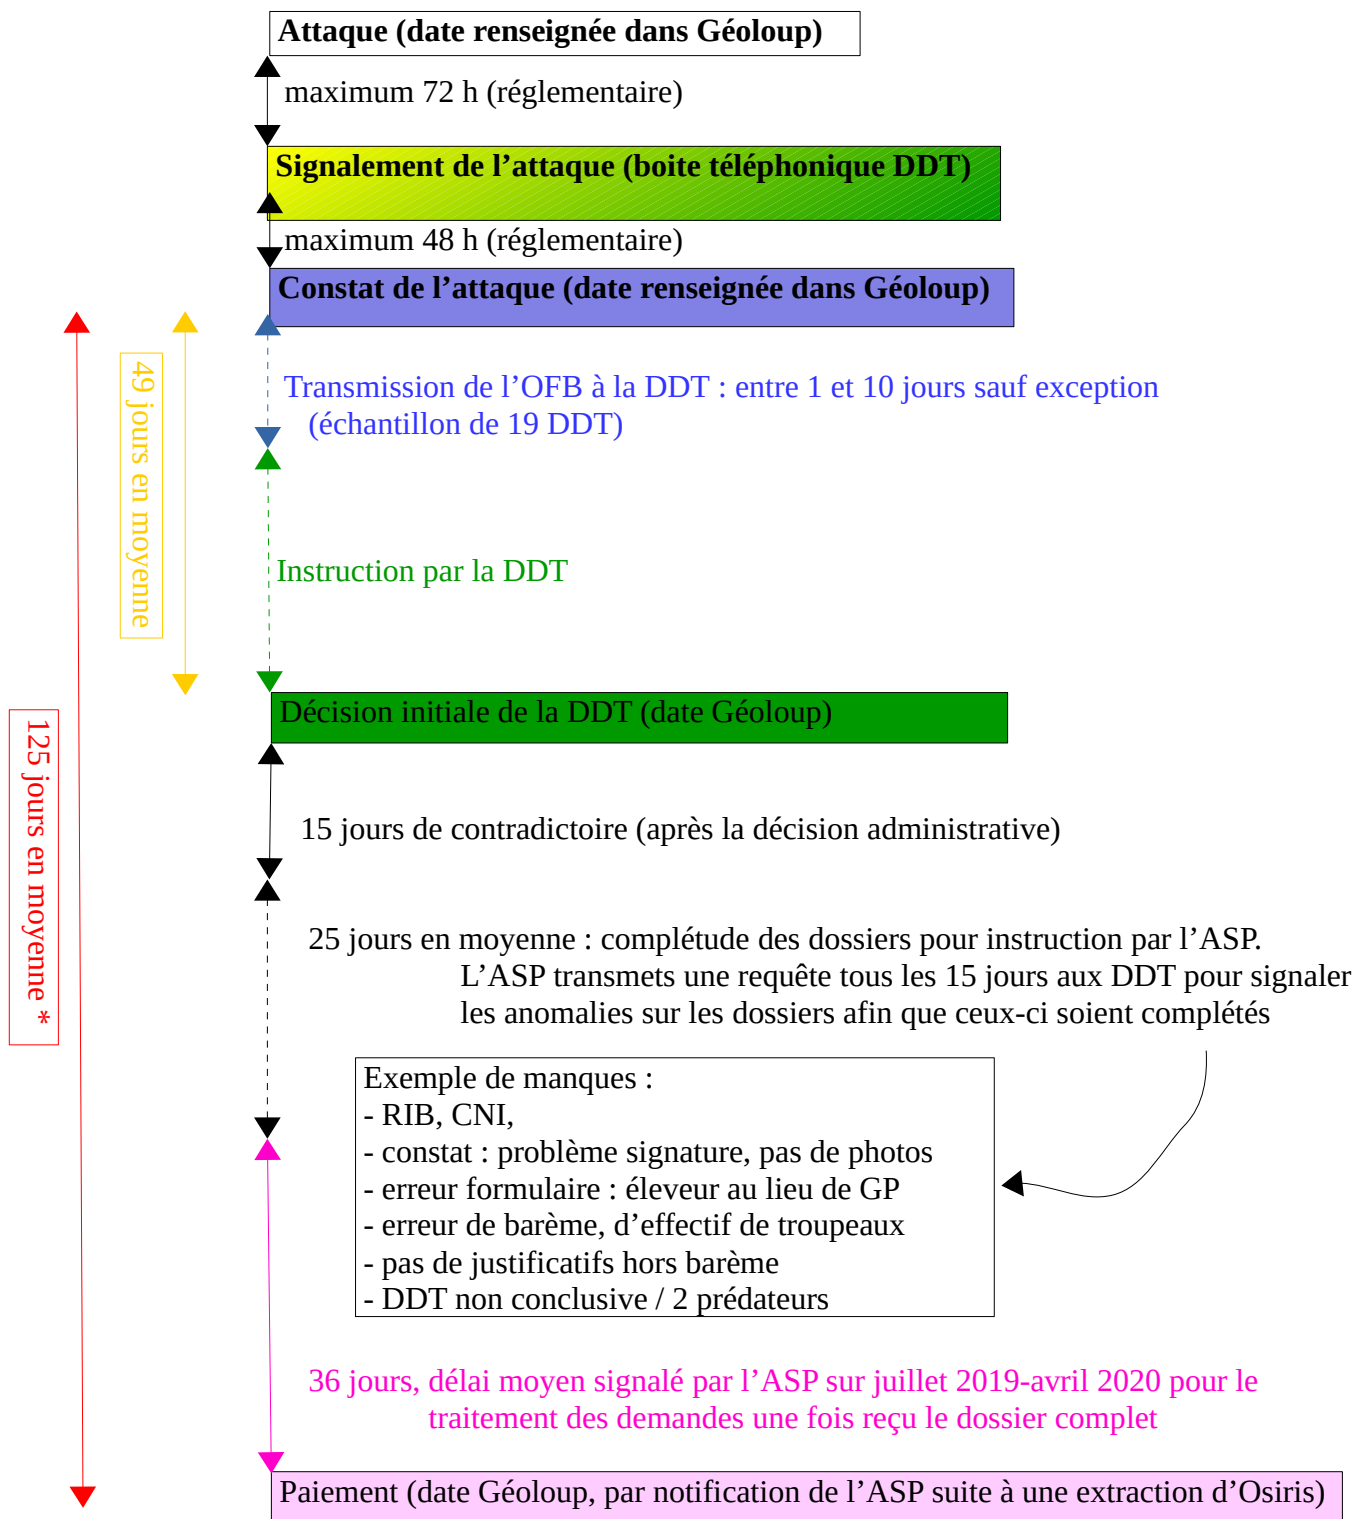 Attaque (date renseignée dans Géoloup)
maximum 72 h (réglementaire)
Signalement de l’attaque (boite téléphonique DDT)
maximum 48 h (réglementaire)
Constat de l’attaque (date renseignée dans Géoloup)
49 jours en moyenne
Transmission de l’OFB à la DDT : entre 1 et 10 jours sauf exception
(échantillon de 19 DDT)
Instruction par la DDT
Décision initiale de la DDT (date Géoloup)
125 jours en moyenne *
15 jours de contradictoire (après la décision administrative)
25 jours en moyenne : complétude des dossiers pour instruction par l’ASP.
L’ASP transmets une requête tous les 15 jours aux DDT pour signaler
les anomalies sur les dossiers afin que ceux-ci soient complétés
Exemple de manques :
- RIB, CNI,
- constat : problème signature, pas de photos
- erreur formulaire : éleveur au lieu de GP
- erreur de barème, d’effectif de troupeaux
- pas de justificatifs hors barème
- DDT non conclusive / 2 prédateurs
36 jours, délai moyen signalé par l’ASP sur juillet 2019-avril 2020 pour le
traitement des demandes une fois reçu le dossier complet
Paiement (date Géoloup, par notification de l’ASP suite à une extraction d’Osiris)